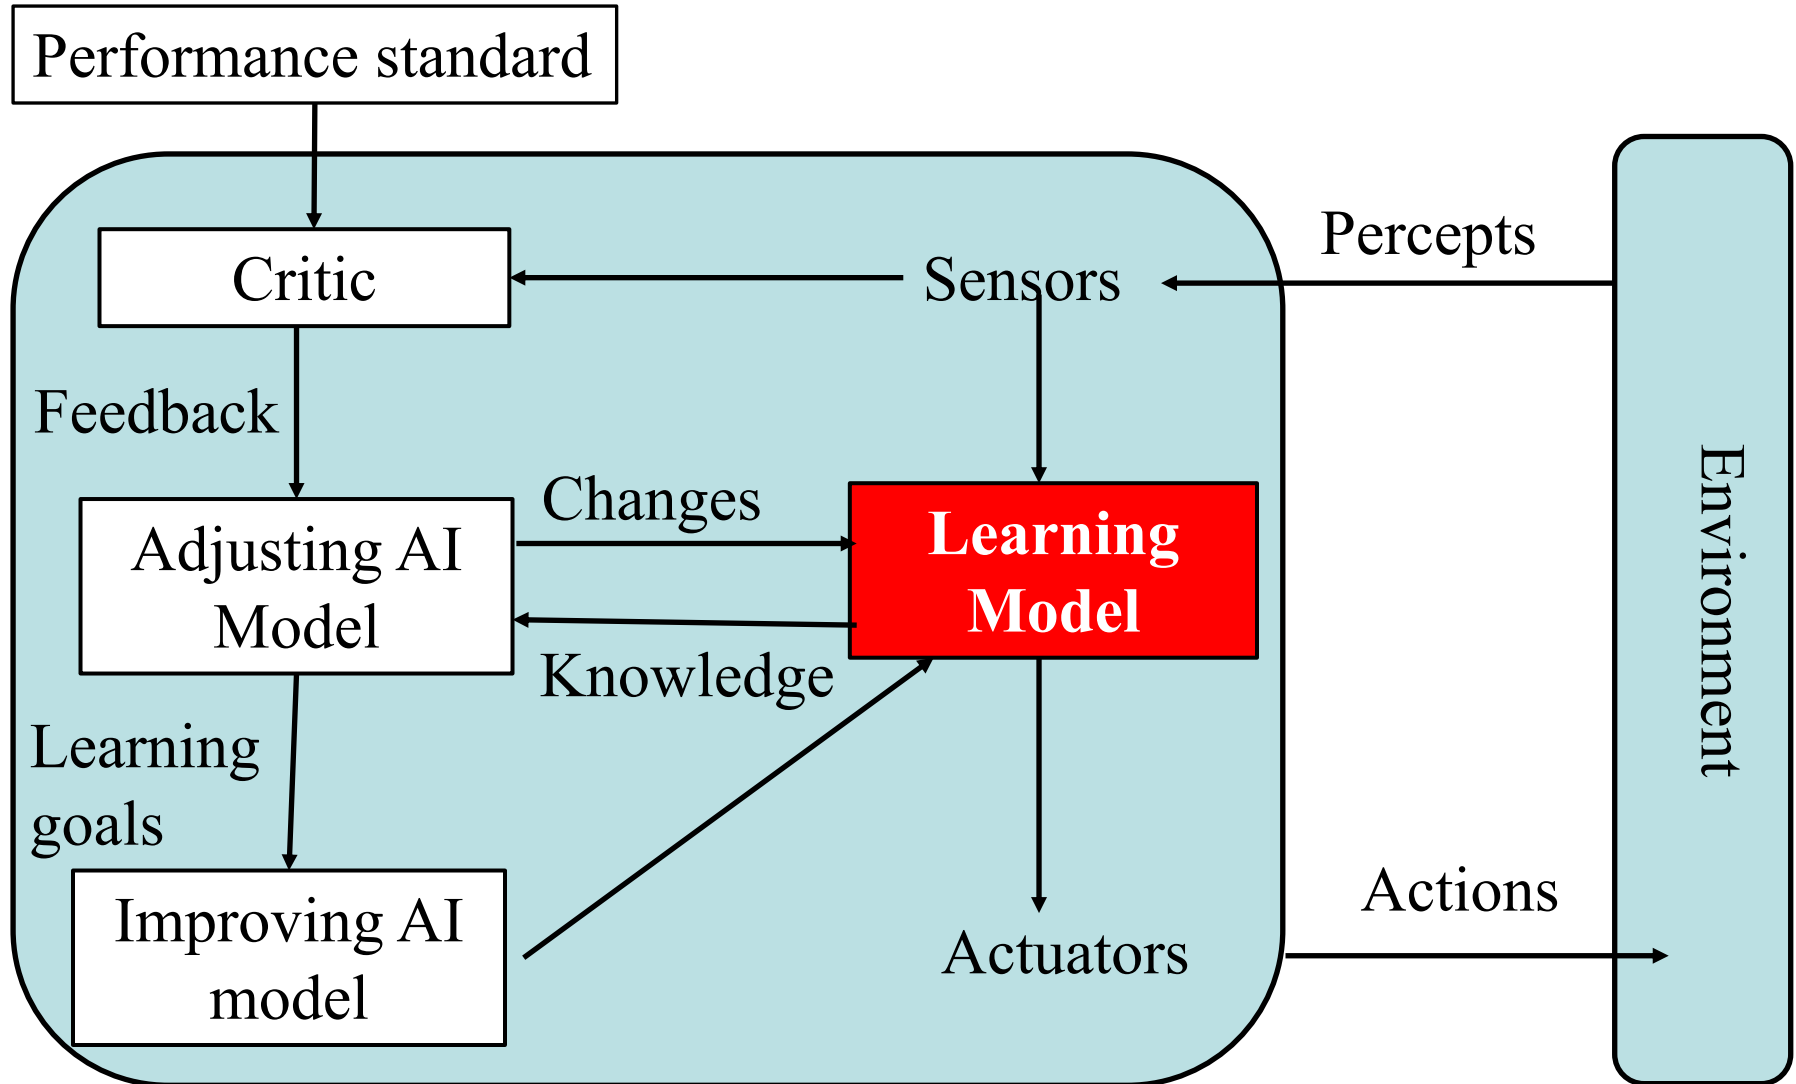 Performance standard
Critic
Sensors
Percepts
Feedback
Changes
Adjusting AI
Model
Learning
Model
Knowledge
Environment
Learning
goals
Improving AI
model
Actuators
Actions